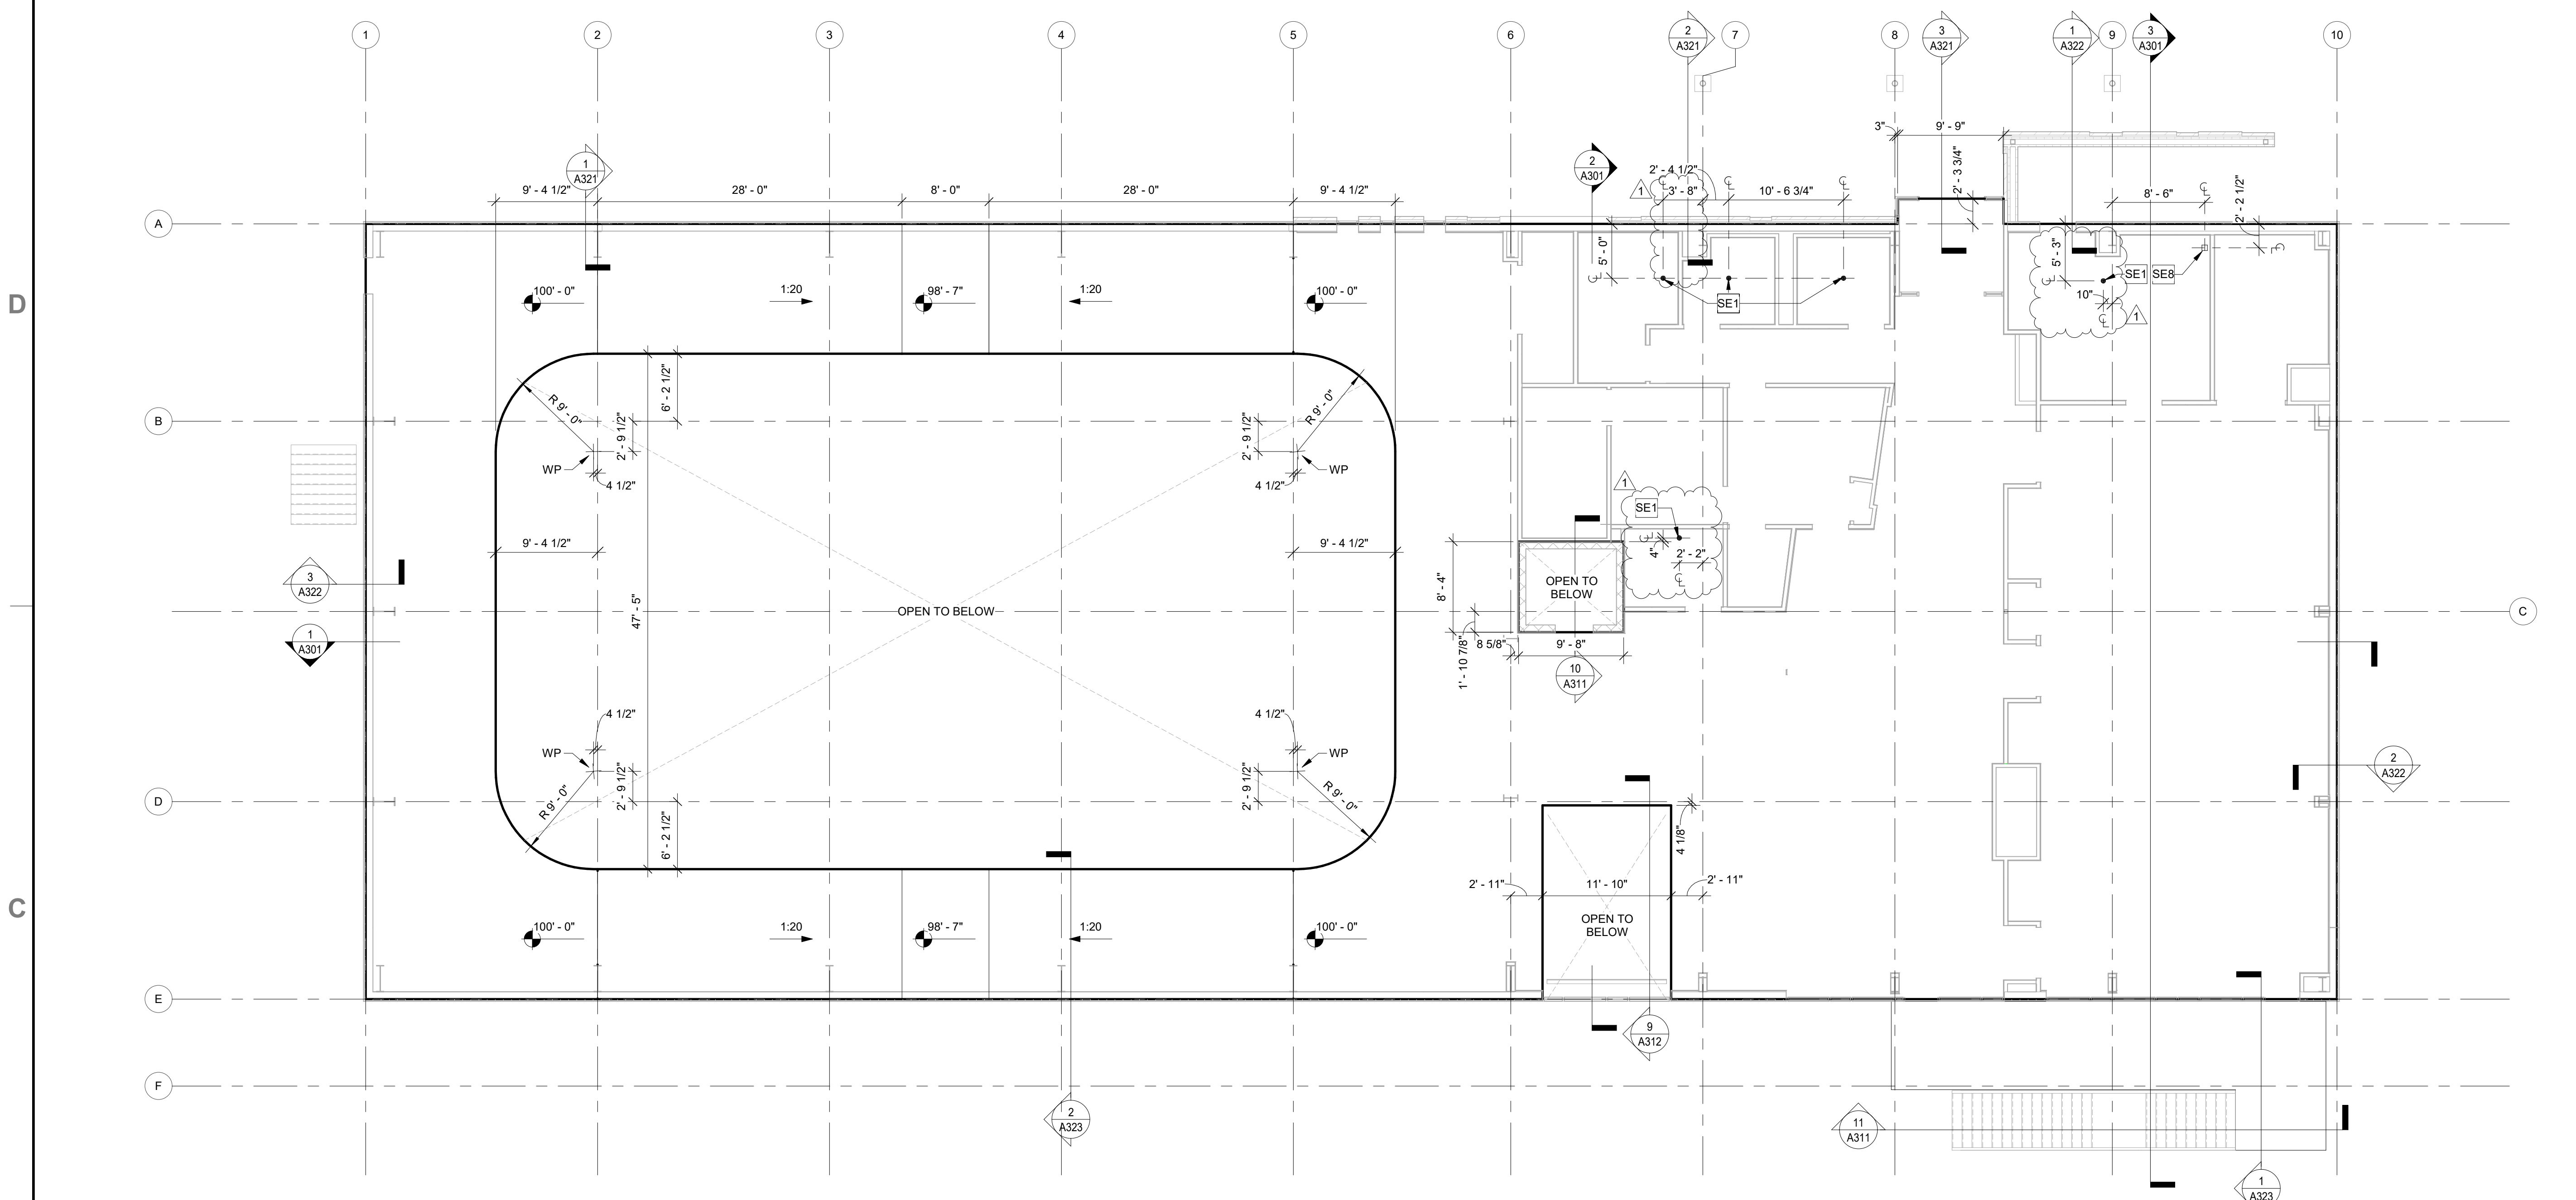 1
2
3
4
5
6
2
A321
7
8
3
A321
1
A322
9
3
A301
10
3"
9' - 9"
1
A321
2
A301
2' - 4 1/2"
2' - 3 3/4"
9' - 4 1/2"
28' - 0"
8' - 0"
28' - 0"
9' - 4 1/2"
1
3' - 8"
10' - 6 3/4"
8' - 6"
2' - 2 1/2"
A
5' - 0"
5' - 3"
SE1
SE8
D
100' - 0"
1:20
98' - 7"
1:20
100' - 0"
SE1
10"
1
6' - 2 1/2"
R 9' - 0"
R 9' - 0"
B
2' - 9 1/2"
2' - 9 1/2"
WP
WP
4 1/2"
4 1/2"
1
SE1
9' - 4 1/2"
9' - 4 1/2"
4"
2' - 2"
3
A322
8' - 4"
OPEN TO
BELOW
47' - 5"
OPEN TO BELOW
C
1
A301
1' - 10 7/8"
8 5/8"
9' - 8"
10
A311
4 1/2"
4 1/2"
WP
WP
2
A322
2' - 9 1/2"
2' - 9 1/2"
D
R 9' - 0"
R 9' - 0"
6' - 2 1/2"
4 1/8"
2' - 11"
11' - 10"
2' - 11"
C
OPEN TO
BELOW
100' - 0"
1:20
98' - 7"
1:20
100' - 0"
E
9
A312
F
2
A323
11
A311
1
A323